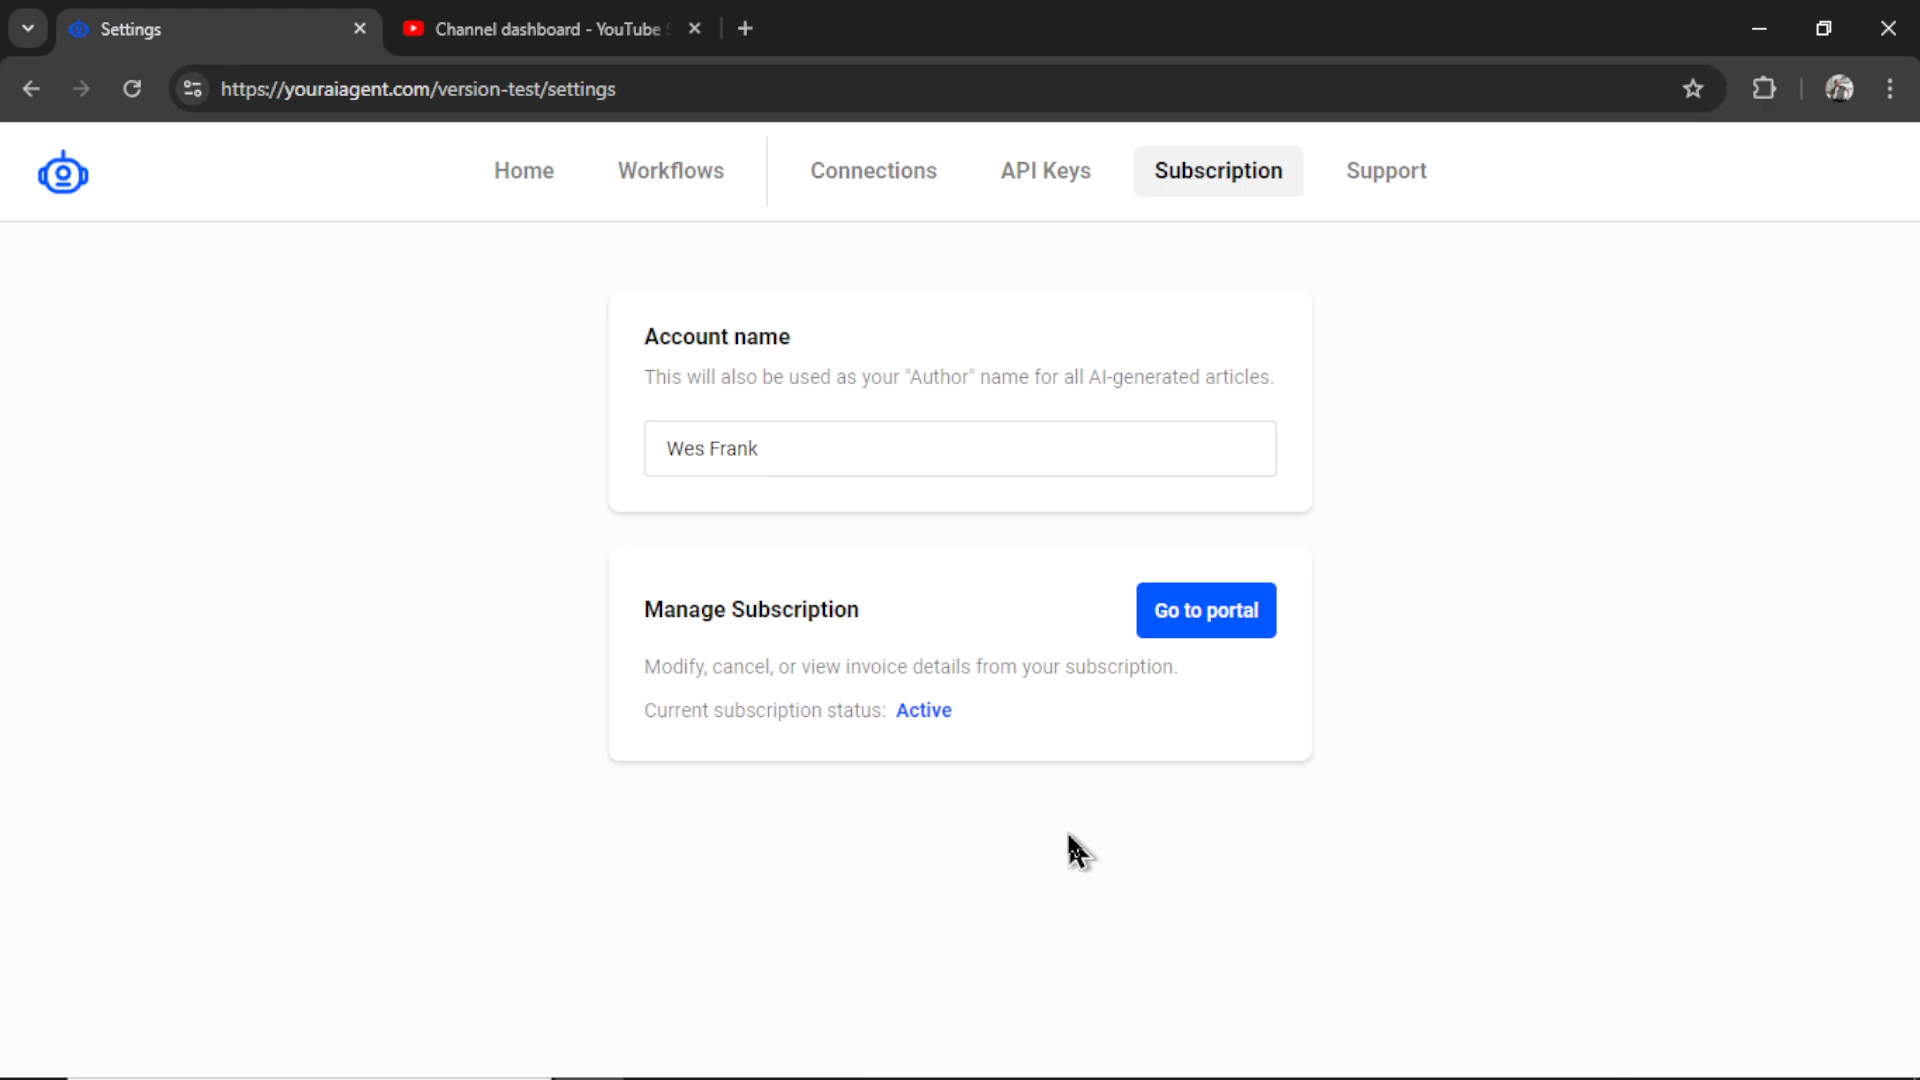 Settings
Channel dashboard - YouTube
https://youraiagent.com/version-test/settings
Home
Workflows
Connections
API Keys
Subscription
Support
Account name
This will also be used as your "Author" name for all AI-generated articles.
Wes Frank
Manage Subscription
Go to portal
Modify, cancel, or view invoice details from your subscription.
Current subscription status: Active